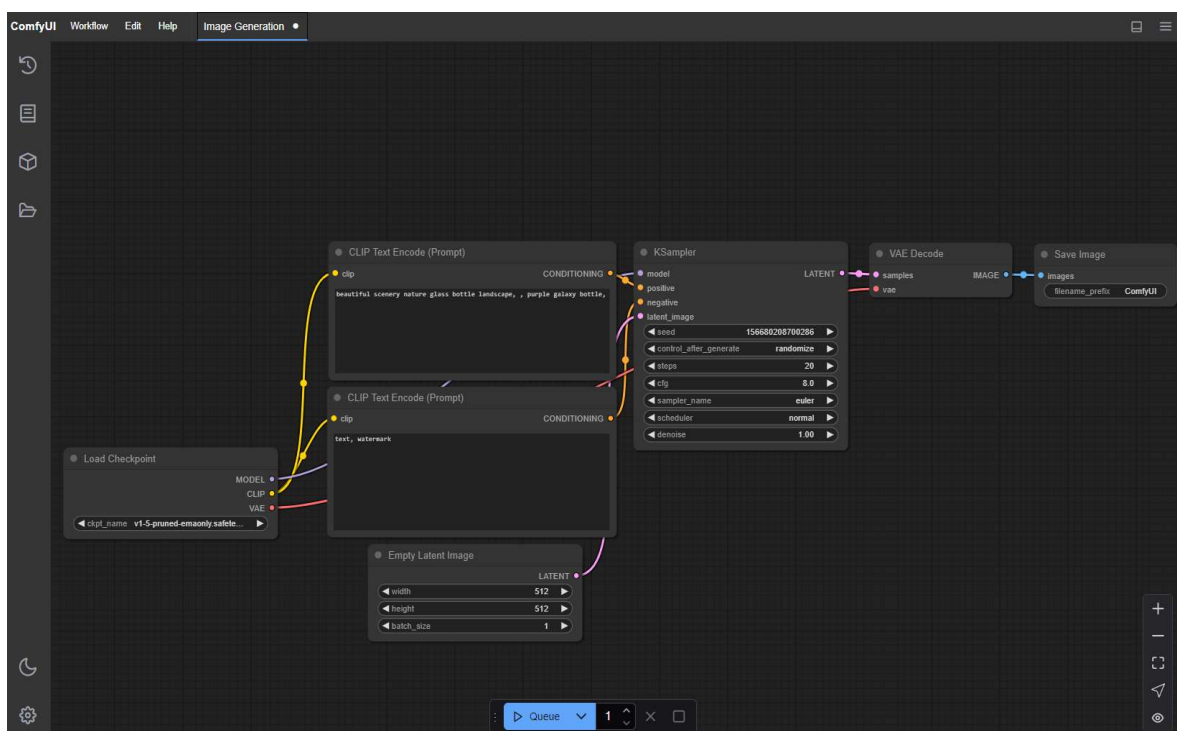 ComfyUI Workflow Edit Help Image Generation
CLIP Text Encode (Prompt)
clip CONDITIONING
beautiful scenery nature glass bottle landscape, , purple galaxy bottle,
CLIP Text Encode (Prompt)
clip CONDITIONING
text, watermark
Load Checkpoint
MODEL
CLIP
VAE
ckpt_name v1-5-pruned-emaonly.safete...
Empty Latent Image
LATENT
width 512
height 512
batch_size 1
KSampler
model LATENT
positive
negative
latent_image
seed 156680208700286
control_after_generate randomize
steps 20
cfg 8.0
sampler_name euler
scheduler normal
denoise 1.00
VAE Decode
samples IMAGE
vae
Save Image
images
filename_prefix ComfyUI
Queue 1